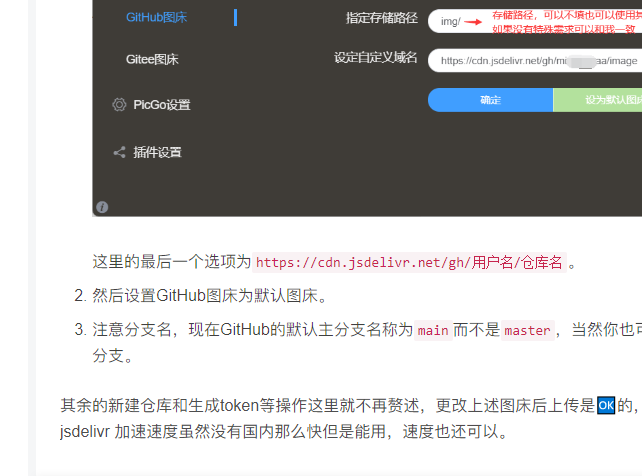 GitHub图床
指定存储路径
img/
存储路径，可以不填也可以使用其
如果没有特殊需求可以和我一致
Gitee图床
设定自定义域名
https://cdn.jsdelivr.net/gh/mi aa/image
PicGo设置
确定
设为默认图
插件设置
这里的最后一个选项为 https://cdn.jsdelivr.net/gh/用户名/仓库名 。
2. 然后设置GitHub图床为默认图床。
3. 注意分支名，现在GitHub的默认主分支名称为 main 而不是 master ，当然你也可
分支。
其余的新建仓库和生成token等操作这里就不再赘述，更改上述图床后上传是🆗的，
jsdelivr 加速速度虽然没有国内那么快但是能用，速度也还可以。